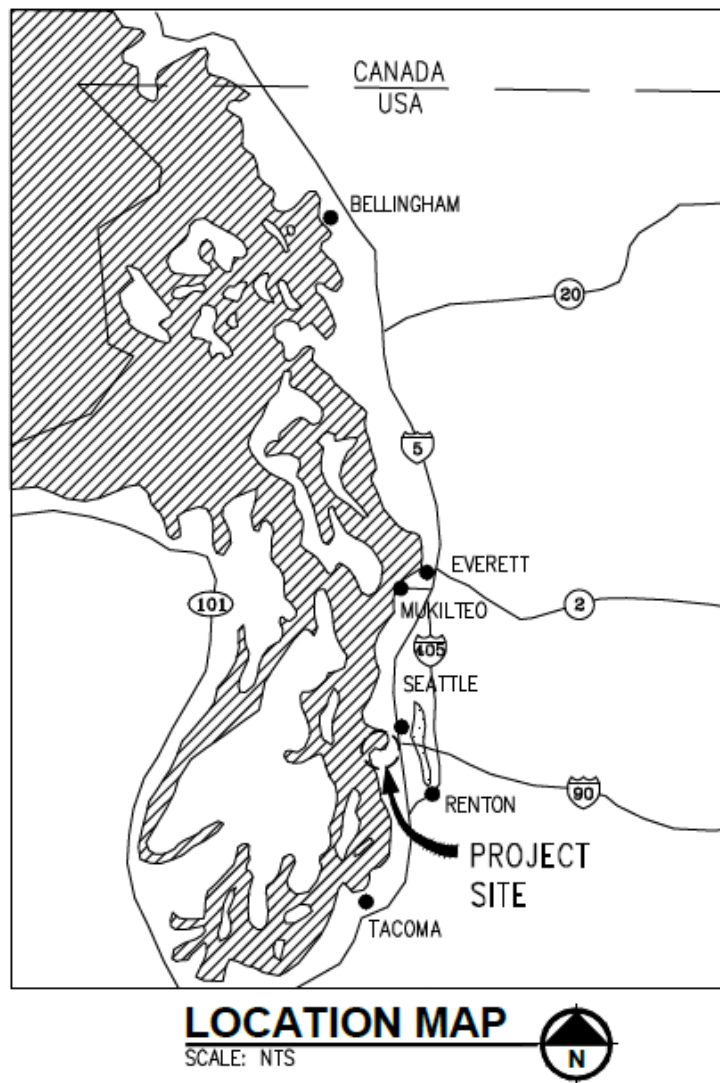 CANADA
USA
BELLINGHAM
20
5
EVERETT
MUKILTEO
101
2
405
SEATTLE
90
RENTON
PROJECT
SITE
TACOMA
LOCATION MAP
SCALE: NTS
N